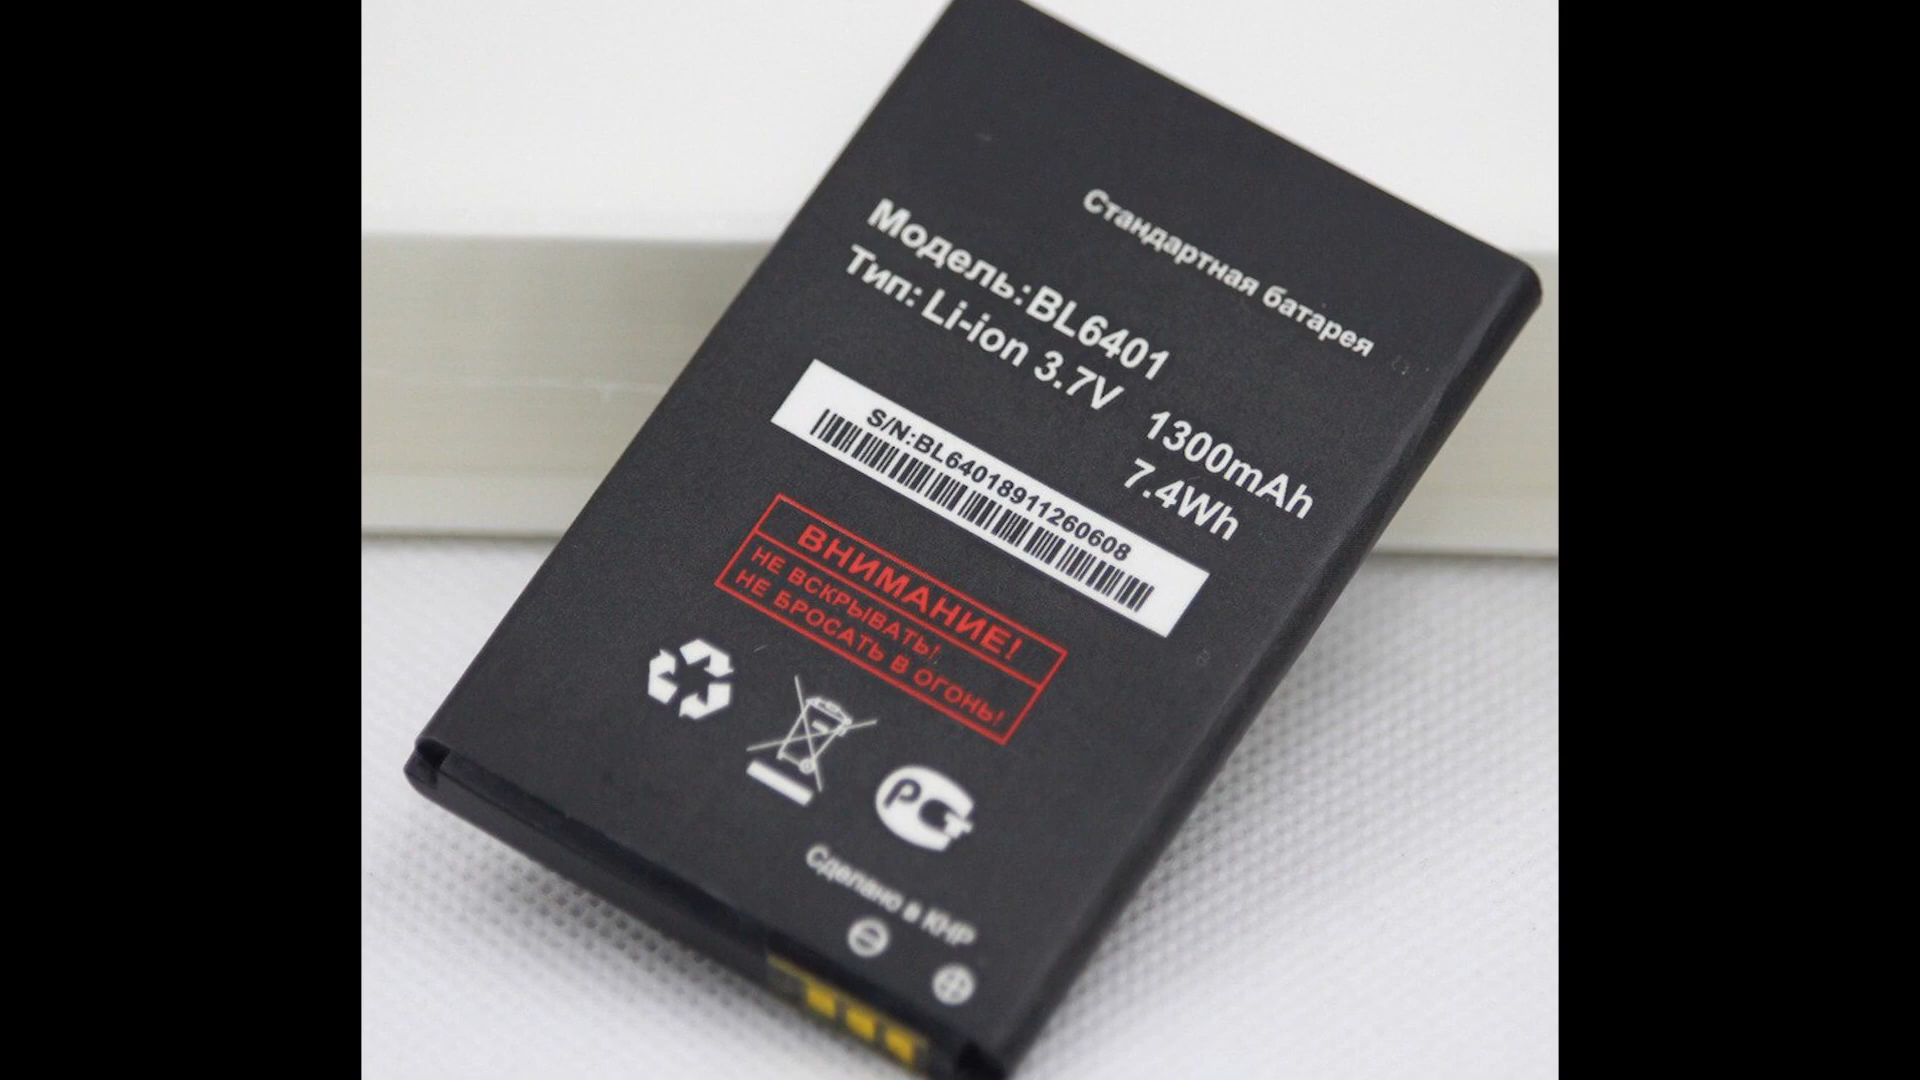 Стандартная батарея
Модель:BL6401 1300mAh
Тип: Li-ion 3.7V 7.4Wh
S/N:BL64018911260608
ВНИМАНИЕ!
НЕ ВСКРЫВАТЬ!
НЕ БРОСАТЬ В ОГОНЬ!
РСТ
Сделано в КНР